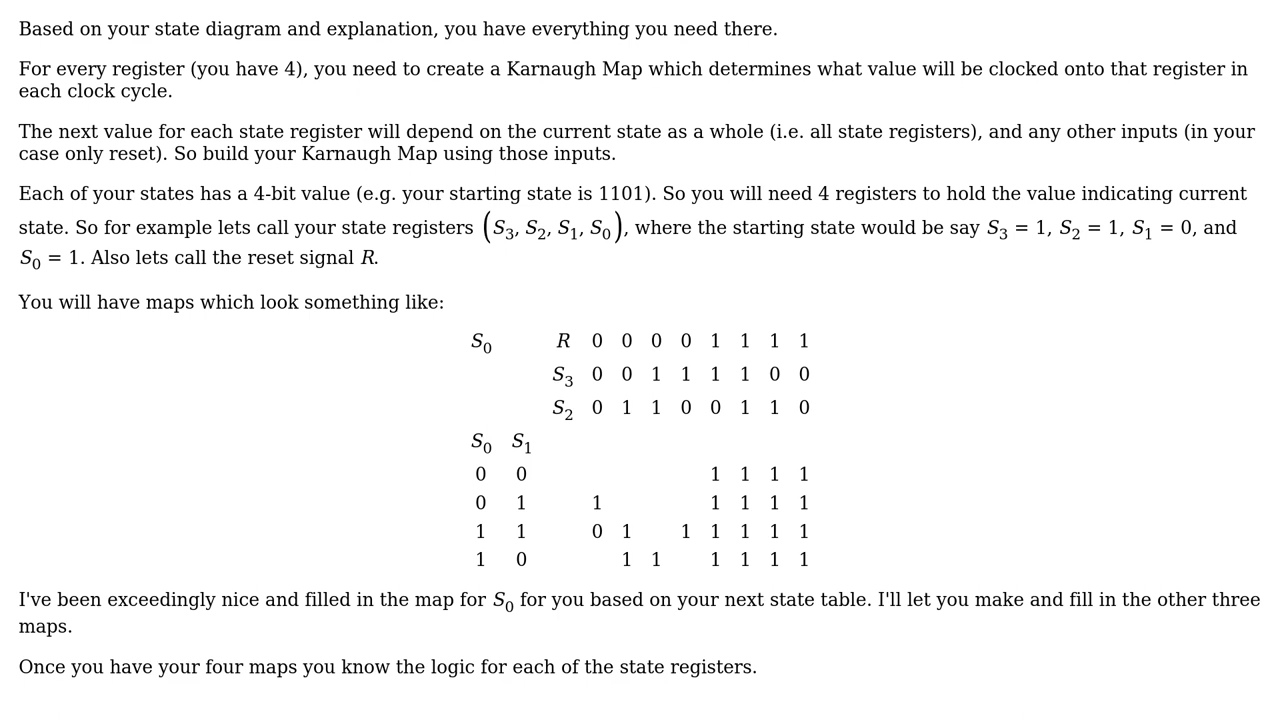 Based on your state diagram and explanation, you have everything you need there.
For every register (you have 4), you need to create a Karnaugh Map which determines what value will be clocked onto that register in
each clock cycle.
The next value for each state register will depend on the current state as a whole (i.e. all state registers), and any other inputs (in your
case only reset). So build your Karnaugh Map using those inputs.
Each of your states has a 4-bit value (e.g. your starting state is 1101). So you will need 4 registers to hold the value indicating current
state. So for example lets call your state registers (S₃, S₂, S₁, S₀), where the starting state would be say S₃ = 1, S₂ = 1, S₁ = 0, and
S₀ = 1. Also lets call the reset signal R.
You will have maps which look something like:
S₀ R 0 0 0 0 1 1 1 1
S₃ 0 0 1 1 1 1 0 0
S₂ 0 1 1 0 0 1 1 0
S₀ S₁
0 0 1 1 1 1
0 1 1 1 1 1 1
1 1 0 1 1 1 1 1 1
1 0 1 1 1 1 1 1
I've been exceedingly nice and filled in the map for S₀ for you based on your next state table. I'll let you make and fill in the other three
maps.
Once you have your four maps you know the logic for each of the state registers.